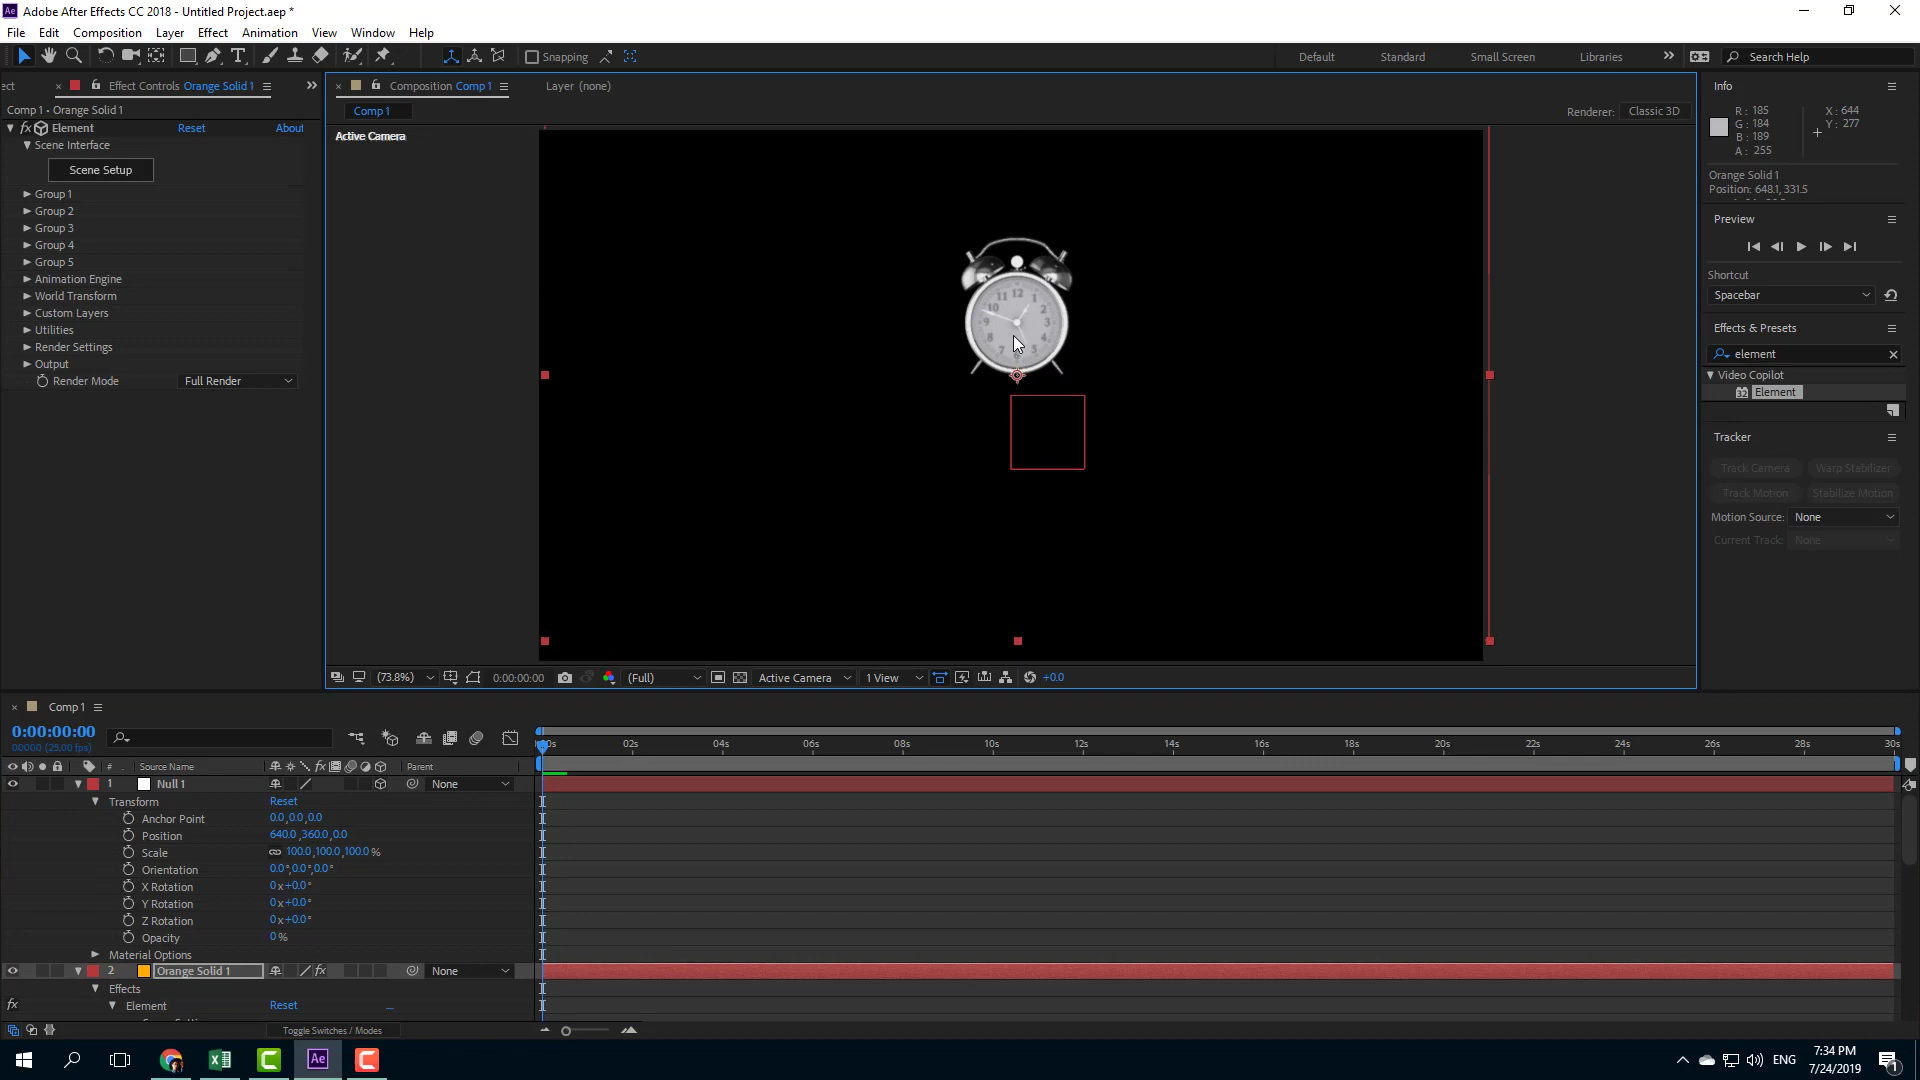 Adobe After Effects CC 2018 - Untitled Project.aep *
File Edit Composition Layer Effect Animation View Window Help
Snapping
Default Standard Small Screen Libraries
Search Help
ect
Effect Controls Orange Solid 1
Comp 1 • Orange Solid 1
Element Reset About
Scene Interface
Scene Setup
Group 1
Group 2
Group 3
Group 4
Group 5
Animation Engine
World Transform
Custom Layers
Utilities
Render Settings
Output
Render Mode Full Render
Composition Comp 1
Layer (none)
Comp 1
Renderer: Classic 3D
Active Camera
(73.8%) 0:00:00:00 (Full) Active Camera 1 View +0.0
Info
R: 185 X: 644
G: 184 Y: 277
B: 189
A: 255
Orange Solid 1
Position: 648.1, 331.5
Preview
Shortcut
Spacebar
Effects & Presets
element
Video Copilot
32 Element
Tracker
Track Camera Warp Stabilizer
Track Motion Stabilize Motion
Motion Source: None
Current Track: None
Comp 1
0:00:00:00
00000 (25.00 fps)
02s 04s 06s 08s 10s 12s 14s 16s 18s 20s 22s 24s 26s 28s 30s
# Source Name Parent
1 Null 1 None
Transform Reset
Anchor Point 0.0,0.0,0.0
Position 640.0,360.0,0.0
Scale 100.0,100.0,100.0%
Orientation 0.0°,0.0°,0.0°
X Rotation 0x+0.0°
Y Rotation 0x+0.0°
Z Rotation 0x+0.0°
Opacity 0%
Material Options
2 Orange Solid 1 None
Effects
Element Reset
Toggle Switches / Modes
ENG
7:34 PM
7/24/2019